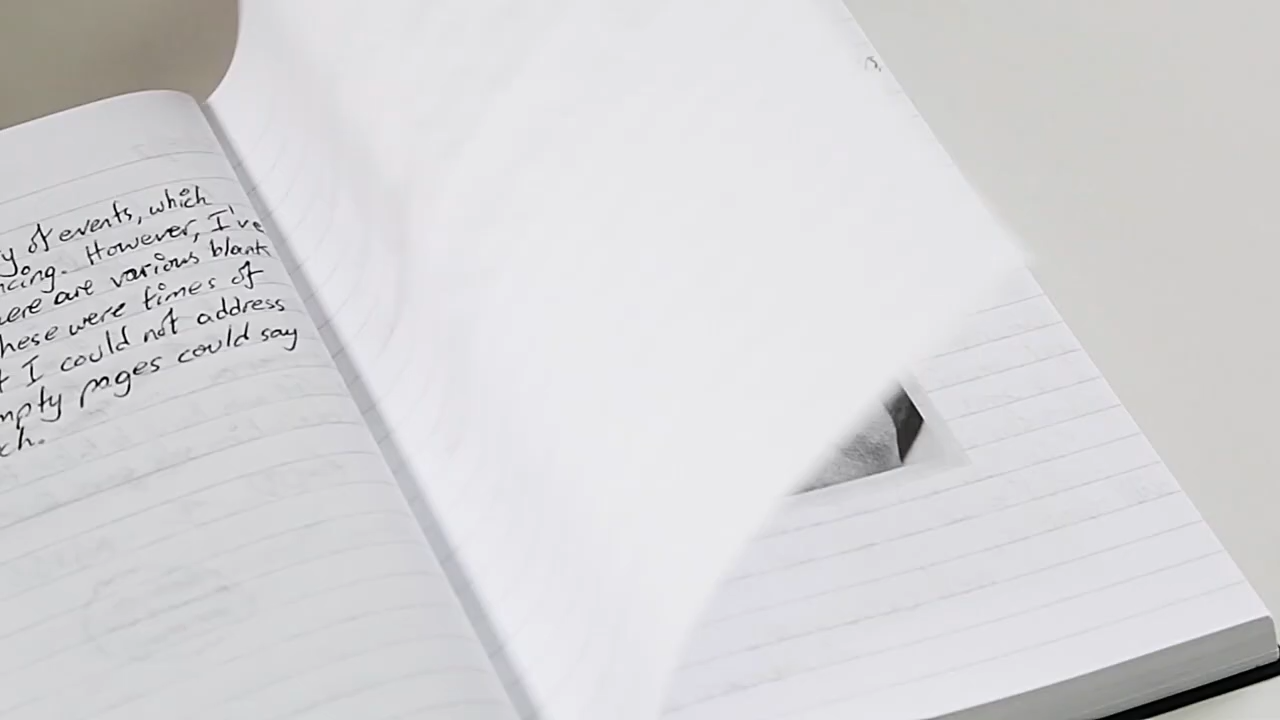 y of events, which
ncing. However, I've
ere are various blank
hese were times of
t I could not address
mpty pages could say
ch.